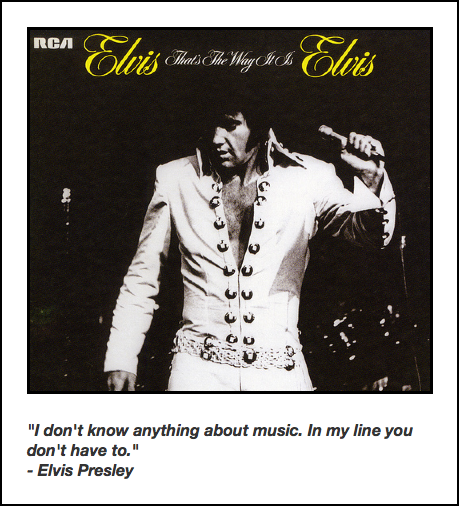 RCA Elvis That's The Way It Is Elvis
"I don't know anything about music. In my line you
don't have to."
- Elvis Presley